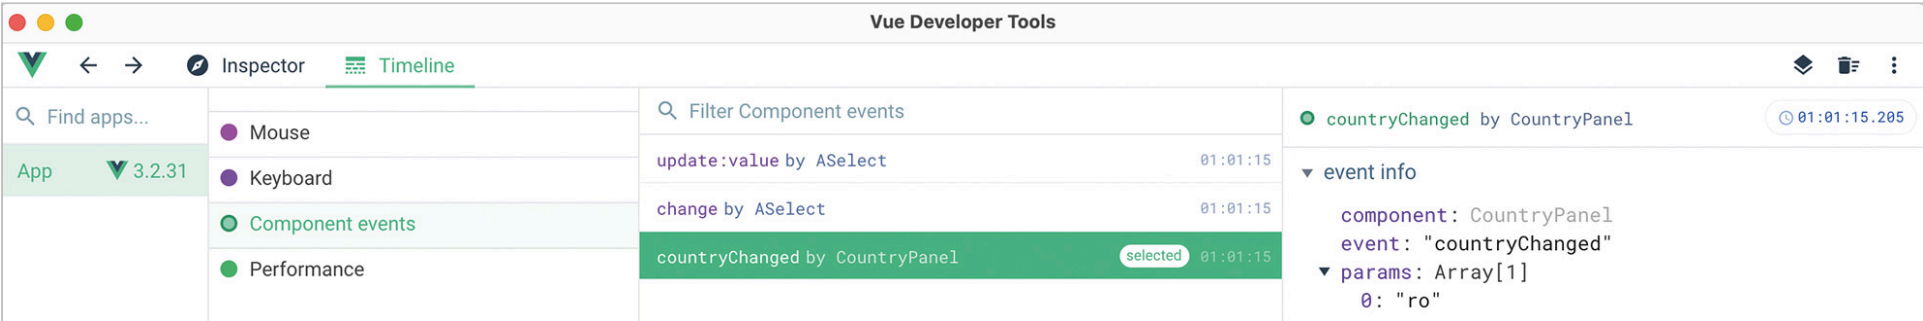 Vue Developer Tools
Inspector Timeline
Find apps...
App 3.2.31
Mouse
Keyboard
Component events
Performance
Filter Component events
update:value by ASelect 01:01:15
change by ASelect 01:01:15
countryChanged by CountryPanel selected 01:01:15
countryChanged by CountryPanel 01:01:15.205
event info
component: CountryPanel
event: "countryChanged"
params: Array[1]
0: "ro"